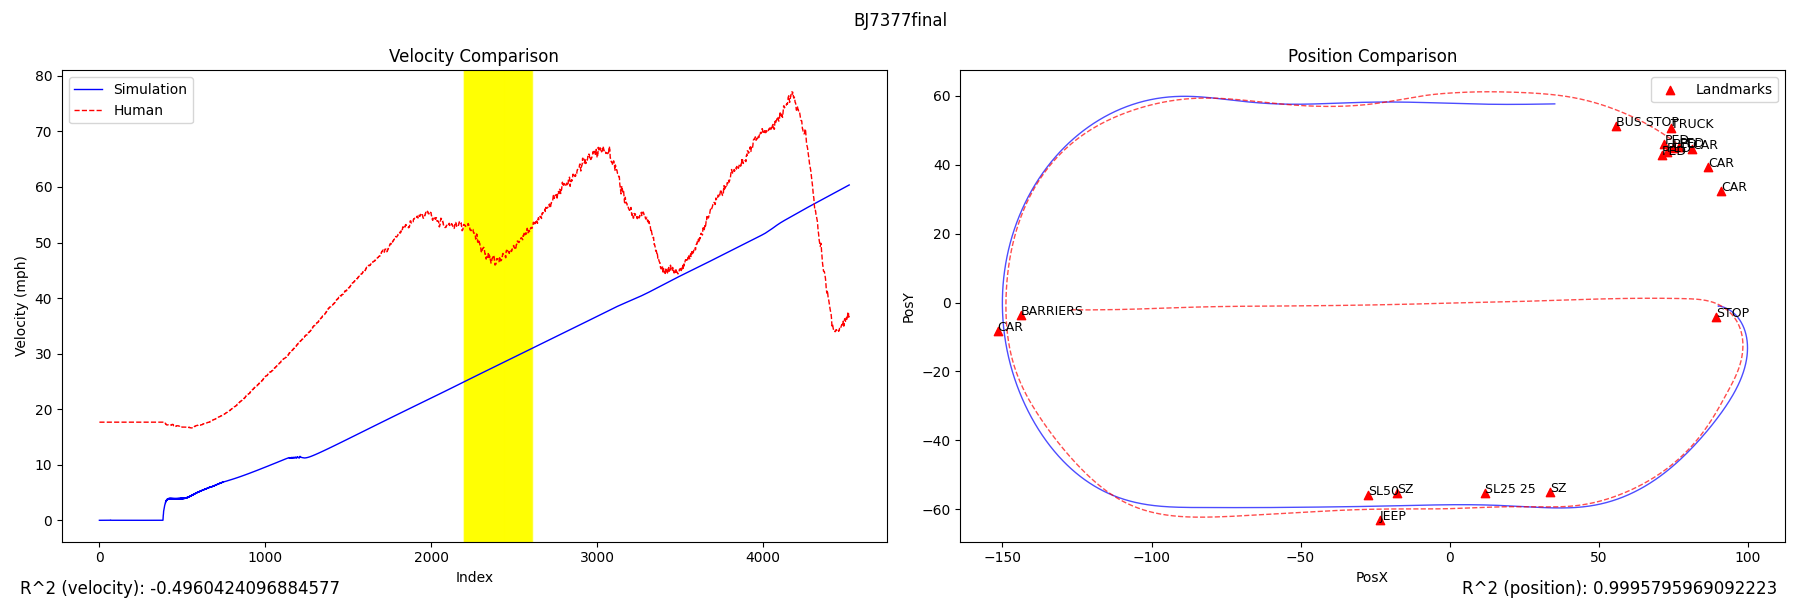 BJ7377final
Velocity Comparison
80
70
60
50
40
30
20
10
0
Velocity (mph)
Simulation
Human
0
1000
2000
3000
4000
Index
R^2 (velocity): -0.4960424096884577
Position Comparison
60
40
20
0
−20
−40
−60
PosY
Landmarks
BUS STOP
TRUCK
PED
PED
PED
CAR
CAR
CAR
BARRIERS
CAR
STOP
SL50
SZ
JEEP
SL25 25
SZ
−150
−100
−50
0
50
100
PosX
R^2 (position): 0.9995795969092223